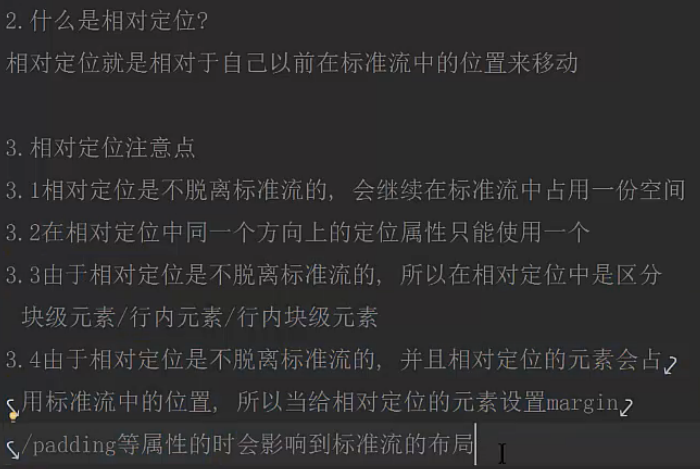 2.什么是相对定位?
相对定位就是相对于自己以前在标准流中的位置来移动
3.相对定位注意点
3.1相对定位是不脱离标准流的, 会继续在标准流中占用一份空间
3.2在相对定位中同一个方向上的定位属性只能使用一个
3.3由于相对定位是不脱离标准流的, 所以在相对定位中是区分
块级元素/行内元素/行内块级元素
3.4由于相对定位是不脱离标准流的, 并且相对定位的元素会占
用标准流中的位置, 所以当给相对定位的元素设置margin
/padding等属性的时会影响到标准流的布局